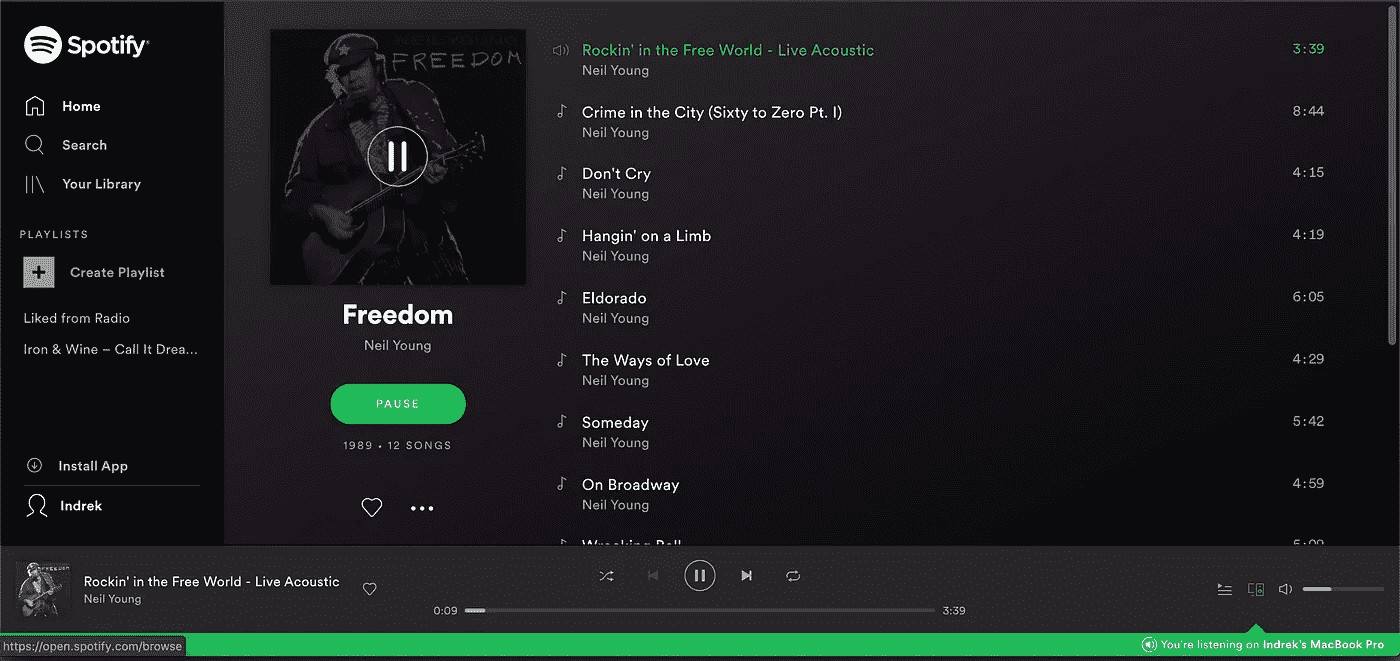 Spotify
Home
Search
Your Library
PLAYLISTS
Create Playlist
Liked from Radio
Iron & Wine – Call It Drea...
Install App
Indrek
NEIL YOUNG
FREEDOM
Freedom
Neil Young
PAUSE
1989 • 12 SONGS
Rockin' in the Free World - Live Acoustic 3:39
Neil Young
Crime in the City (Sixty to Zero Pt. I) 8:44
Neil Young
Don't Cry 4:15
Neil Young
Hangin' on a Limb 4:19
Neil Young
Eldorado 6:05
Neil Young
The Ways of Love 4:29
Neil Young
Someday 5:42
Neil Young
On Broadway 4:59
Neil Young
Wrecking Ball
FREEDOM
Rockin' in the Free World - Live Acoustic
Neil Young
0:09 3:39
https://open.spotify.com/browse
You're listening on Indrek's MacBook Pro